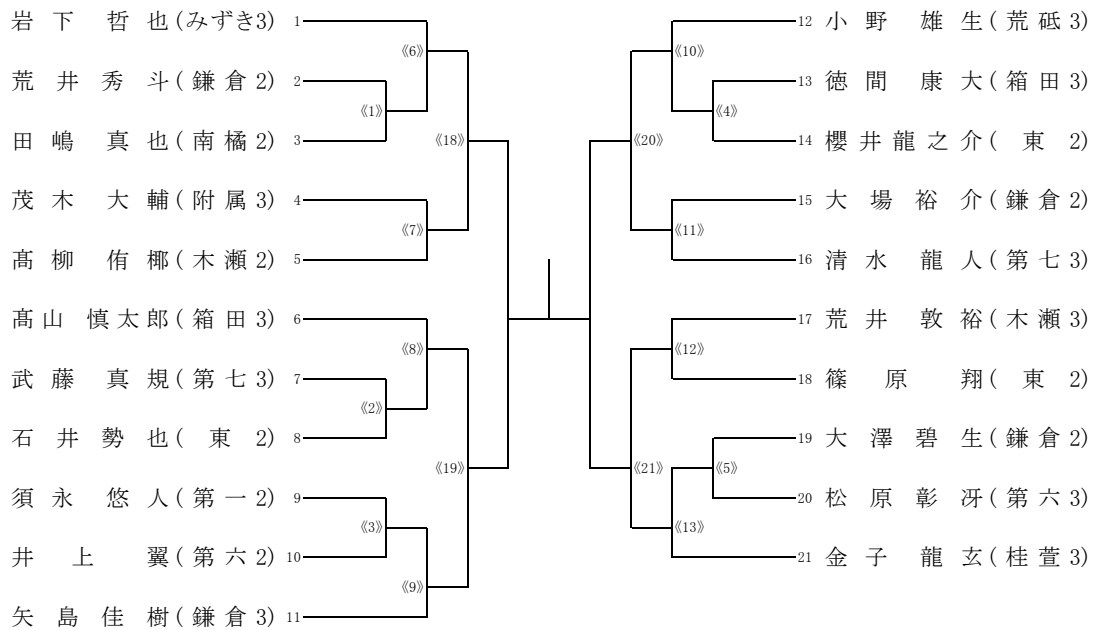 岩下 哲也(みずき3) 1
荒井秀斗(鎌倉2) 2
田嶋 真也(南橘2) 3
茂木 大輔(附属3) 4
髙柳 侑椰(木瀬2) 5
髙山 慎太郎(箱田3) 6
武藤 真規(第七3) 7
石井勢也(東 2) 8
須永 悠人(第一2) 9
井上 翼(第六2) 10
矢島佳樹(鎌倉3) 11
《1》
《2》
《3》
《6》
《7》
《8》
《9》
《18》
《19》
《20》
《21》
《10》
《11》
《12》
《13》
《4》
《5》
12 小野 雄生(荒砥3)
13 徳間 康大(箱田3)
14 櫻井龍之介(東 2)
15 大場裕介(鎌倉2)
16 清水 龍人(第七3)
17 荒井 敦裕(木瀬3)
18 篠原 翔(東 2)
19 大澤碧生(鎌倉2)
20 松原彰冴(第六3)
21 金子 龍玄(桂萱3)